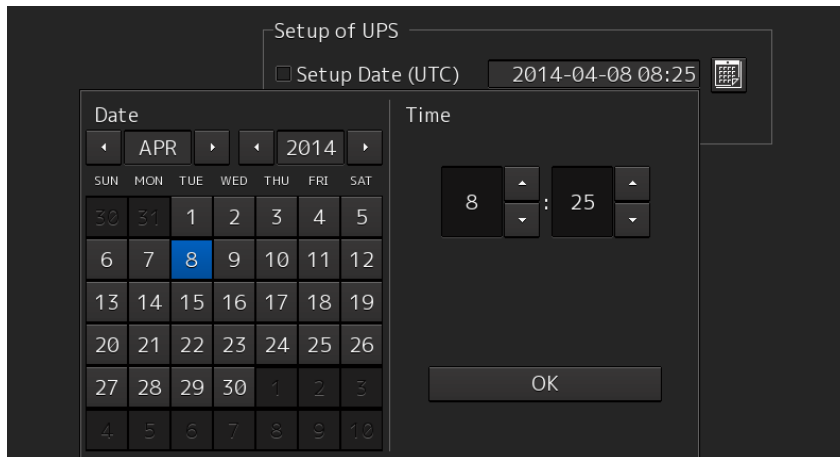 Setup of UPS
Setup Date (UTC) 2014-04-08 08:25
Date
APR 2014
SUN MON TUE WED THU FRI SAT
30 31 1 2 3 4 5
6 7 8 9 10 11 12
13 14 15 16 17 18 19
20 21 22 23 24 25 26
27 28 29 30 1 2 3
4 5 6 7 8 9 10
Time
8 : 25
OK